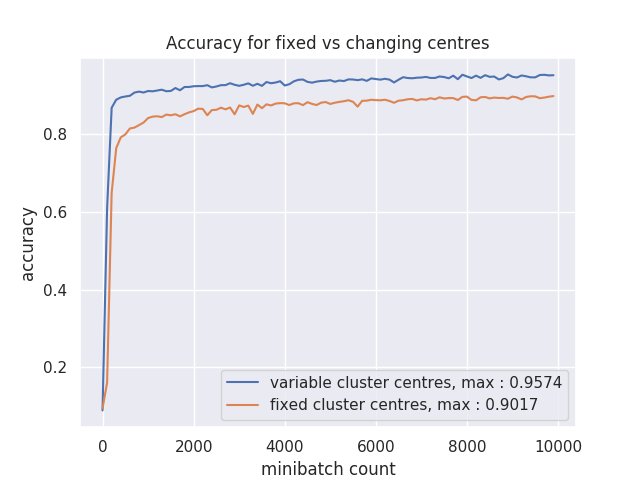 Accuracy for fixed vs changing centres
accuracy
0.8
0.6
0.4
0.2
variable cluster centres, max : 0.9574
fixed cluster centres, max : 0.9017
0 2000 4000 6000 8000 10000
minibatch count